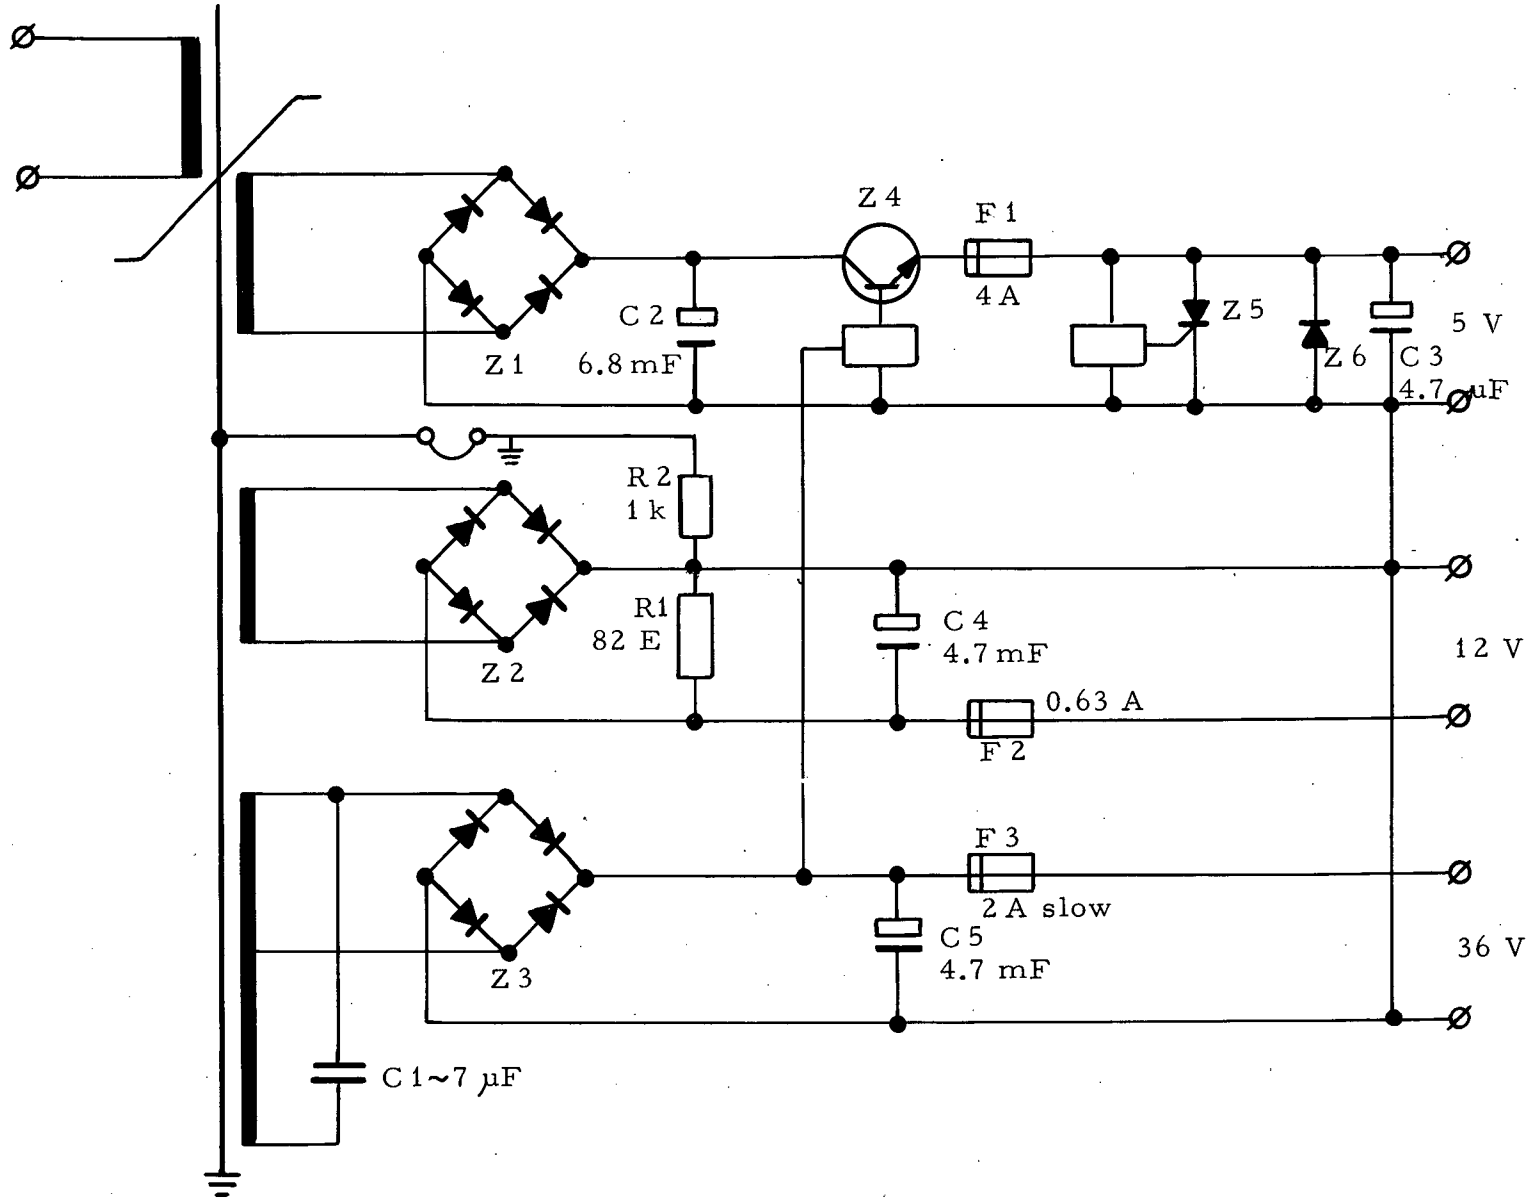 Z 4
F 1
4 A
Z 5
C 2
6.8 mF
Z 1
Z 6
C 3
4.7 µF
5 V
R 2
1 k
R1
82 E
Z 2
C 4
4.7 mF
12 V
0.63 A
F 2
F 3
2 A slow
C 5
4.7 mF
36 V
Z 3
C 1~7 µF